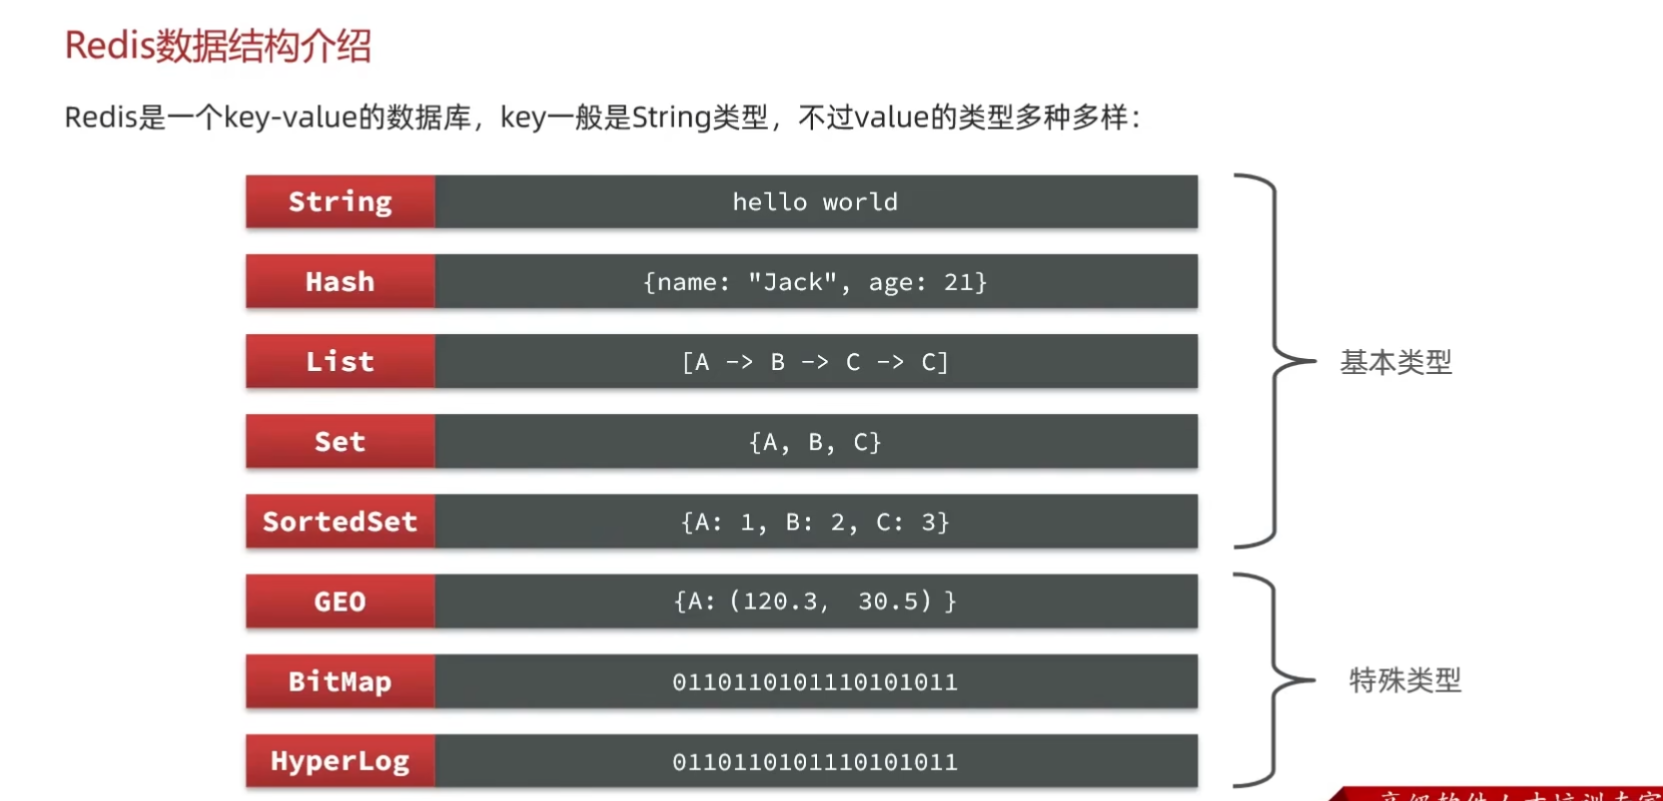 Redis数据结构介绍
Redis是一个key-value的数据库，key一般是String类型，不过value的类型多种多样：
String hello world
Hash {name: "Jack", age: 21}
List [A -> B -> C -> C]
Set {A, B, C}
SortedSet {A: 1, B: 2, C: 3}
基本类型
GEO {A:（120.3, 30.5）}
BitMap 0110110101110101011
HyperLog 0110110101110101011
特殊类型